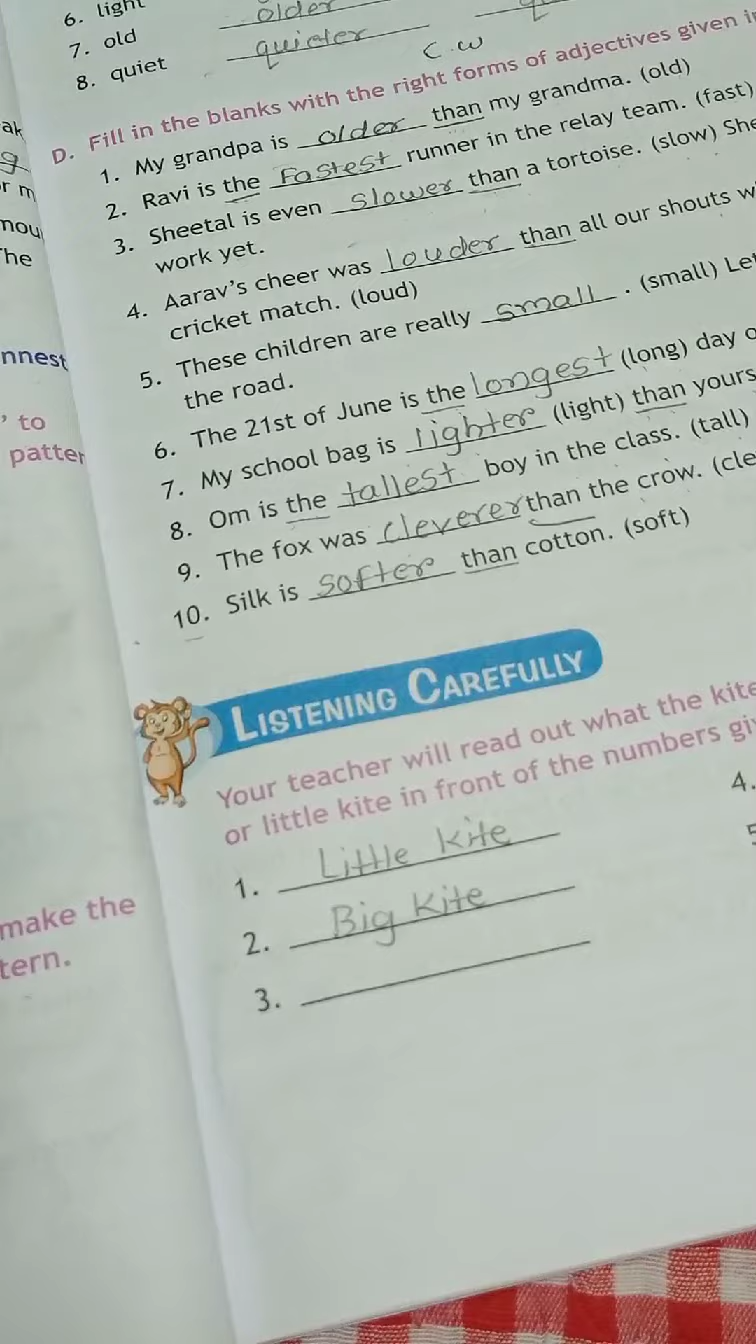 6. light
7. old older
8. quiet quieter
C.W
D. Fill in the blanks with the right forms of adjectives given
1. My grandpa is older than my grandma. (old)
2. Ravi is the Fastest runner in the relay team. (fast)
3. Sheetal is even slower than a tortoise. (slow) She
work yet.
4. Aarav's cheer was louder than all our shouts
cricket match. (loud)
5. These children are really small. (small)
the road.
6. The 21st of June is the longest (long) day
7. My school bag is lighter (light) than yours
8. Om is the tallest boy in the class. (tall)
9. The fox was cleverer than the crow. (cle
10. Silk is softer than cotton. (soft)
nnest
' to
patter
make the
tern.
LISTENING CAREFULLY
Your teacher will read out what the kite
or little kite in front of the numbers gi
1. Little kite
2. Big Kite
3.
4.